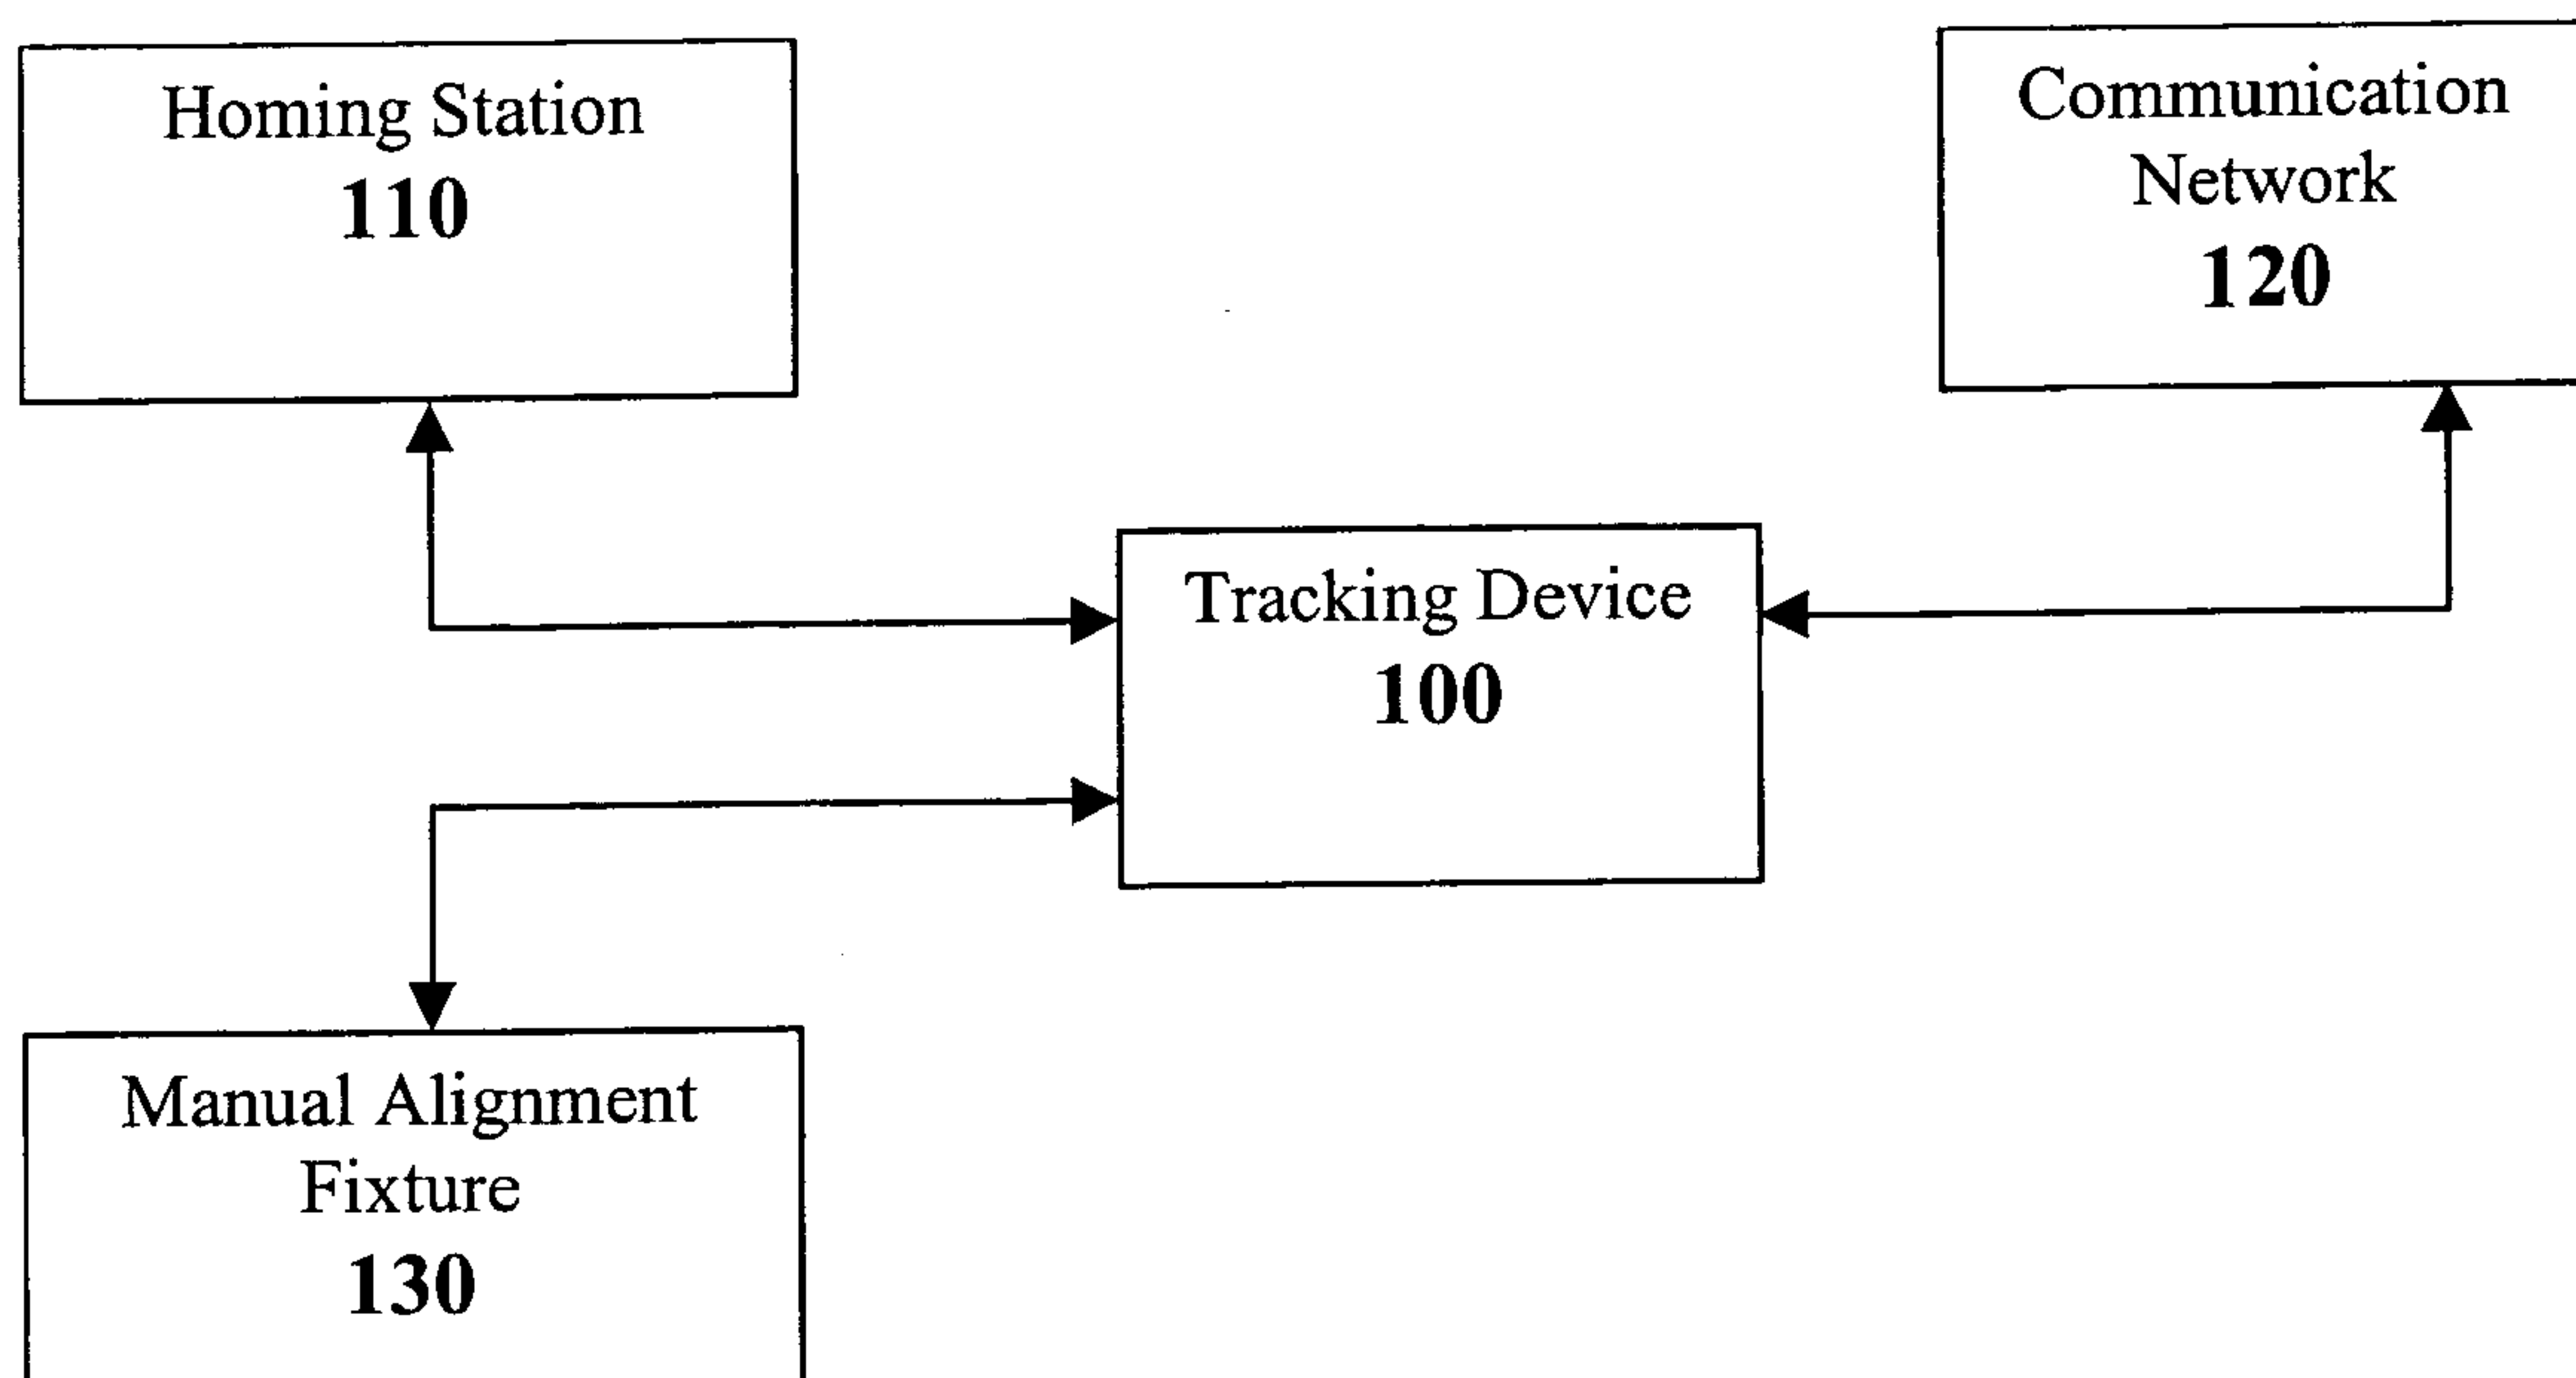 Homing Station
110
Communication
Network
120
Tracking Device
100
Manual Alignment
Fixture
130